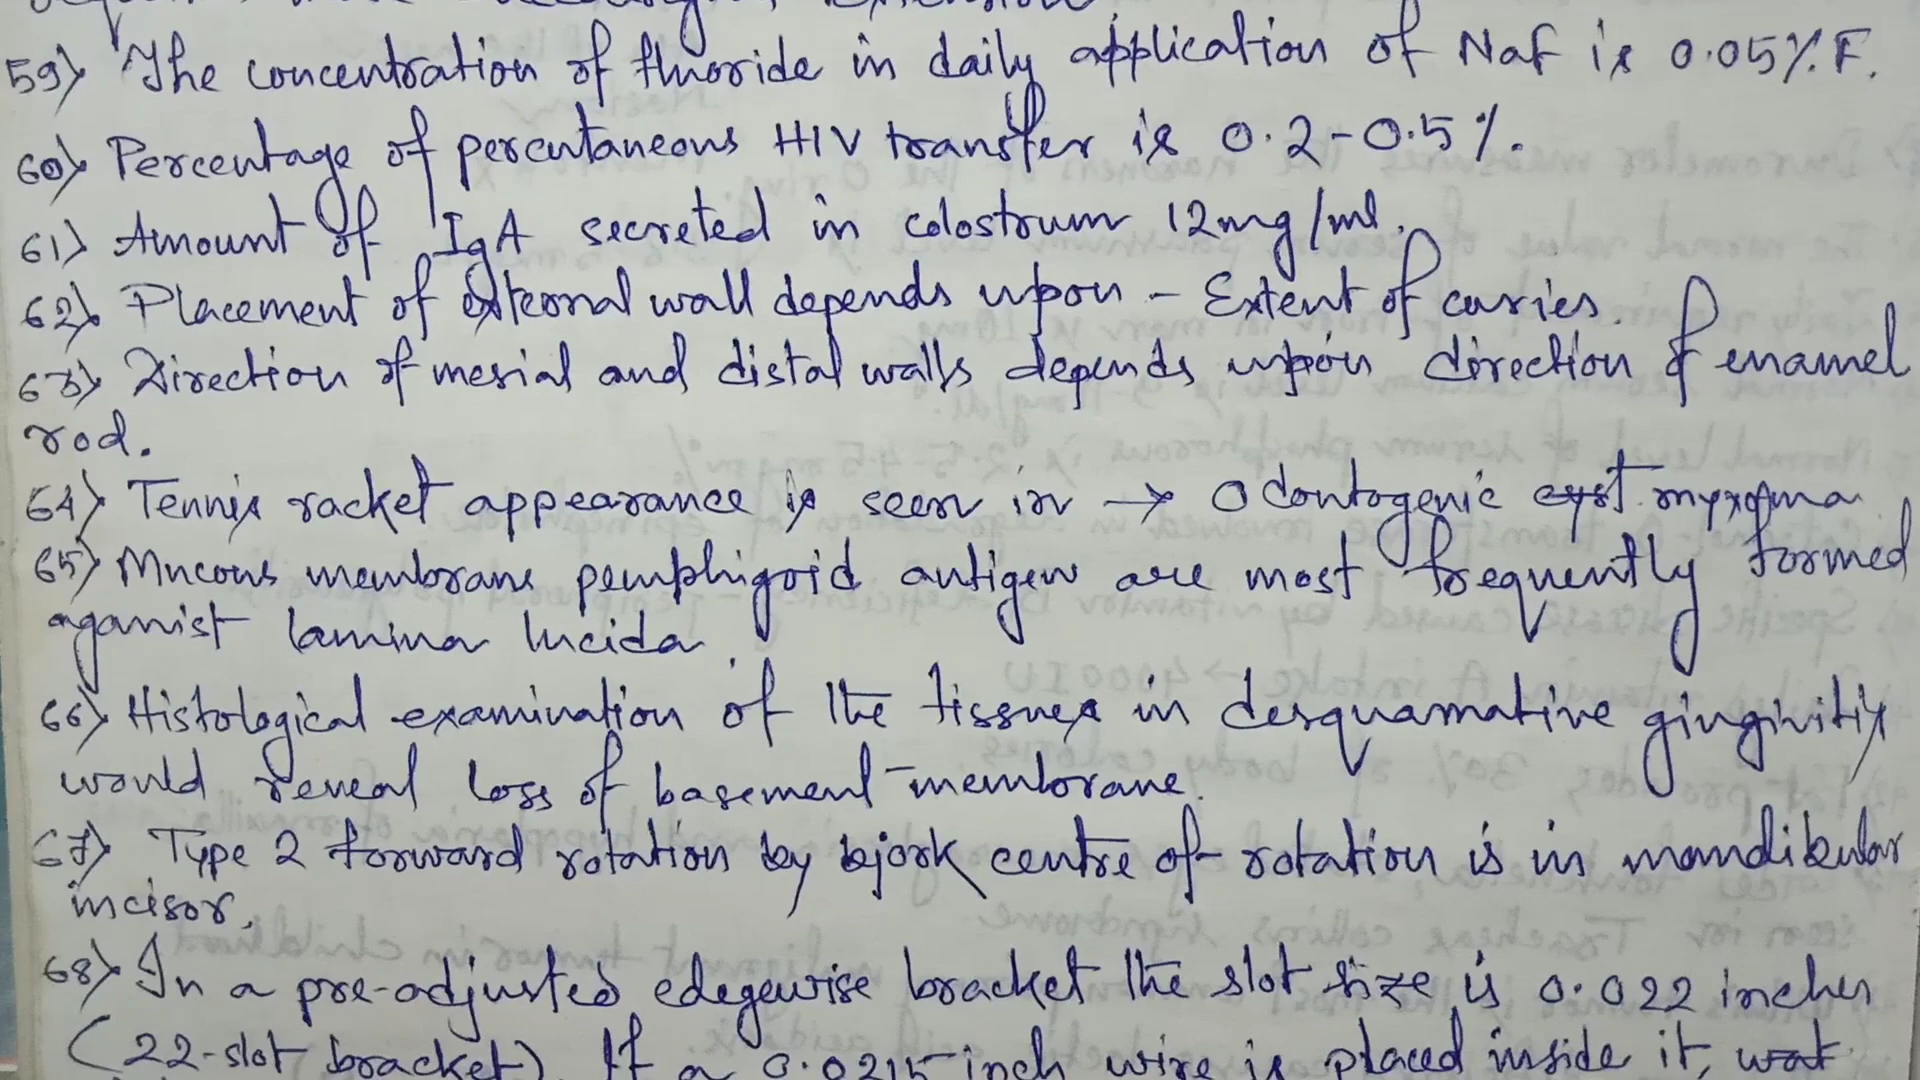 59) The concentration of fluoride in daily application of NaF is 0.05% F.
60) Percentage of percutaneous HIV transfer is 0.2-0.5%.
61) Amount of IgA secreted in colostrum 12mg/ml.
62) Placement of external wall depends upon - Extent of caries.
63) Direction of mesial and distal walls depends upon direction of enamel
rod.
64) Tennis racket appearance is seen in → Odontogenic cyst myxoma.
65) Mucous membrane pemphigoid antigen are most frequently formed
aganist lamina lucida.
66) Histological examination of the tissues in desquamative gingivitis
would reveal loss of basement-membrane.
67) Type 2 forward rotation by bjork centre of rotation is in mandibular
incisor.
68) In a pre-adjusted edegewise bracket the slot size is 0.022 inches
(22-slot bracket). If a 0.0215 inch wire is placed inside it, wat